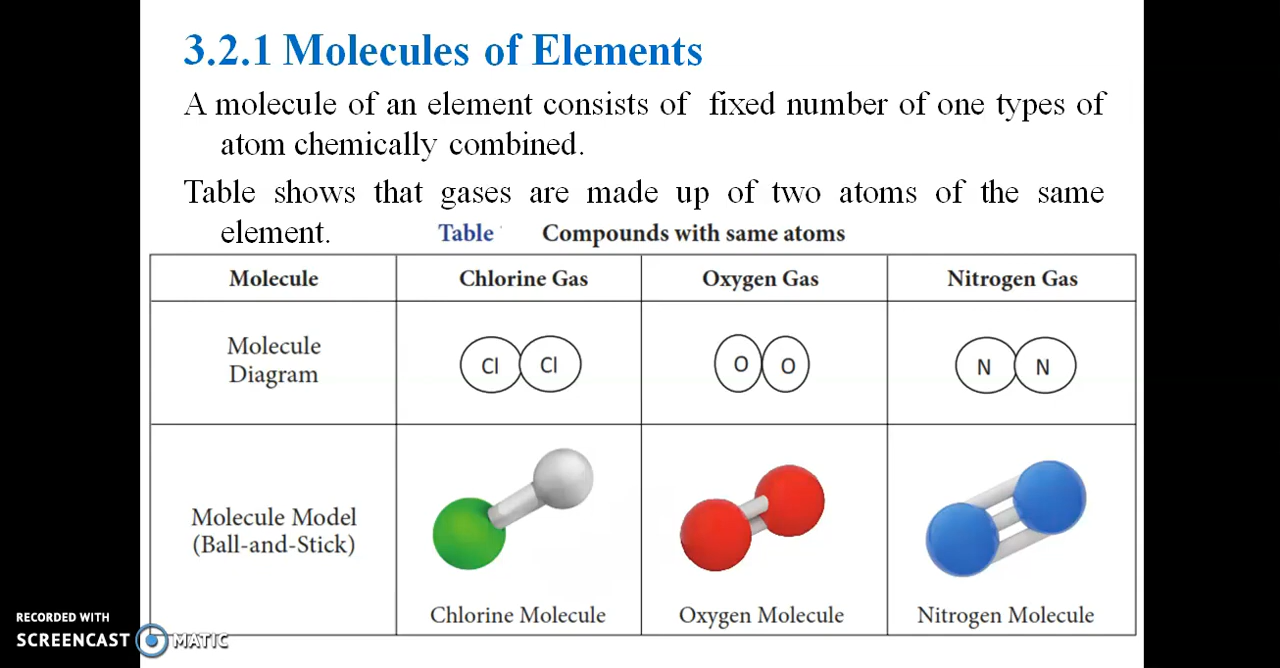 3.2.1 Molecules of Elements
A molecule of an element consists of fixed number of one types of
atom chemically combined.
Table shows that gases are made up of two atoms of the same
element.
Table Compounds with same atoms
Molecule Chlorine Gas Oxygen Gas Nitrogen Gas
Molecule
Diagram
Cl Cl O O N N
Molecule Model
(Ball-and-Stick)
Chlorine Molecule Oxygen Molecule Nitrogen Molecule
RECORDED WITH
SCREENCAST MATIC